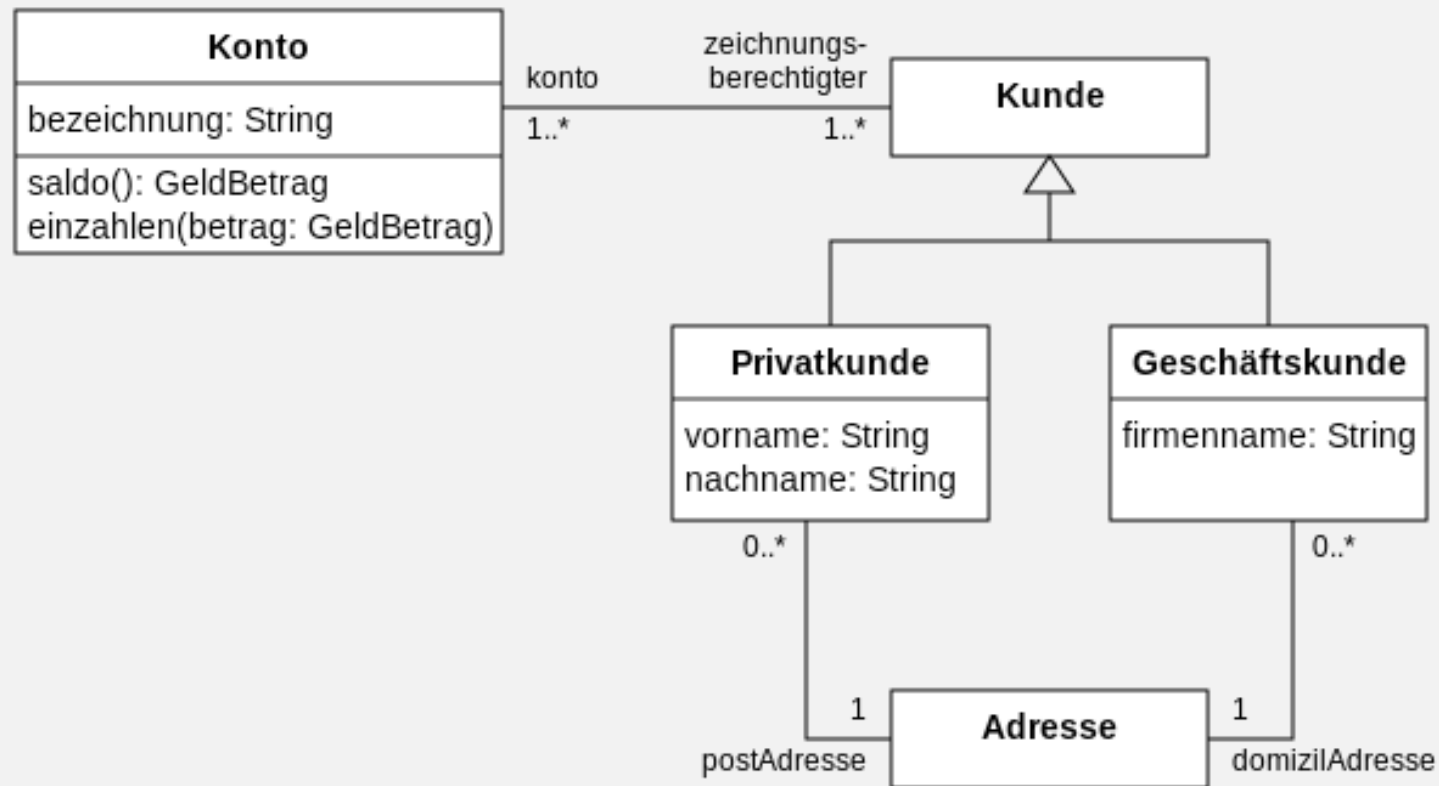 Konto
bezeichnung: String
saldo(): GeldBetrag
einzahlen(betrag: GeldBetrag)
konto
1..*
zeichnungs-
berechtigter
1..*
Kunde
Privatkunde
vorname: String
nachname: String
Geschäftskunde
firmenname: String
0..*
0..*
1
postAdresse
Adresse
1
domizilAdresse